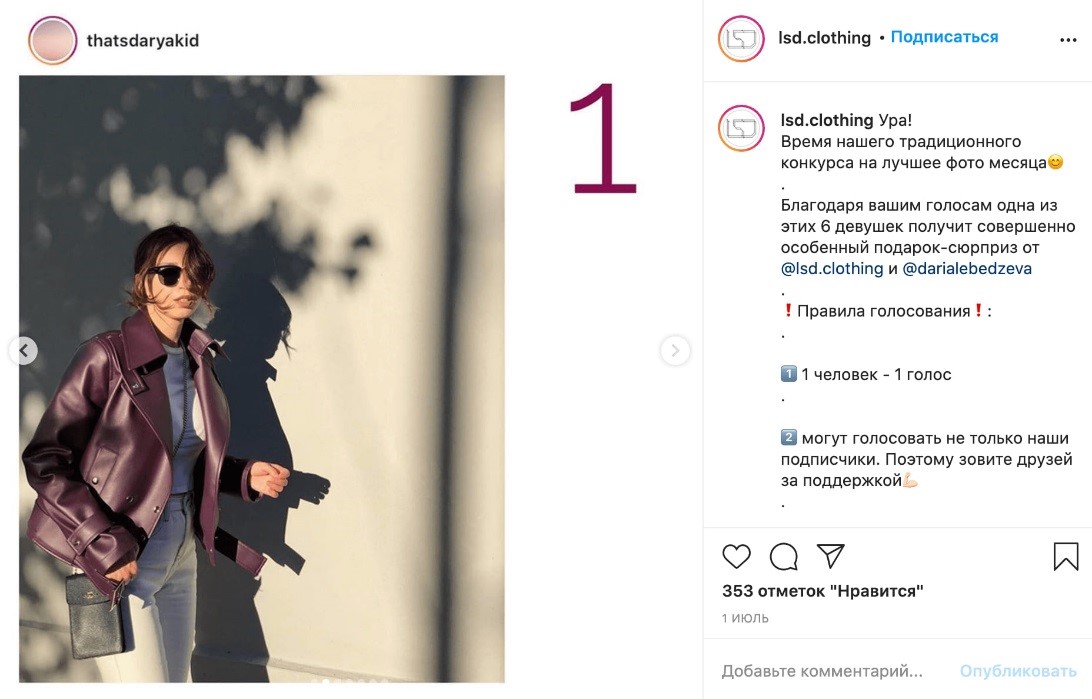 thatsdaryakid
1
lsd.clothing • Подписаться
lsd.clothing Ура!
Время нашего традиционного
конкурса на лучшее фото месяца😊
.
Благодаря вашим голосам одна из
этих 6 девушек получит совершенно
особенный подарок-сюрприз от
@lsd.clothing и @darialebedzeva
.
❗Правила голосования❗:
.
1️⃣ 1 человек - 1 голос
.
2️⃣ могут голосовать не только наши
подписчики. Поэтому зовите друзей
за поддержкой💪🏻
.
353 отметок "Нравится"
1 ИЮЛЬ
Добавьте комментарий... Опубликовать